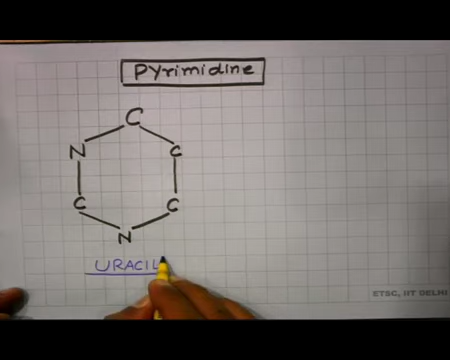 Pyrimidine
C
N C
C C
N
URACIL
ETSC, IIT DELHI